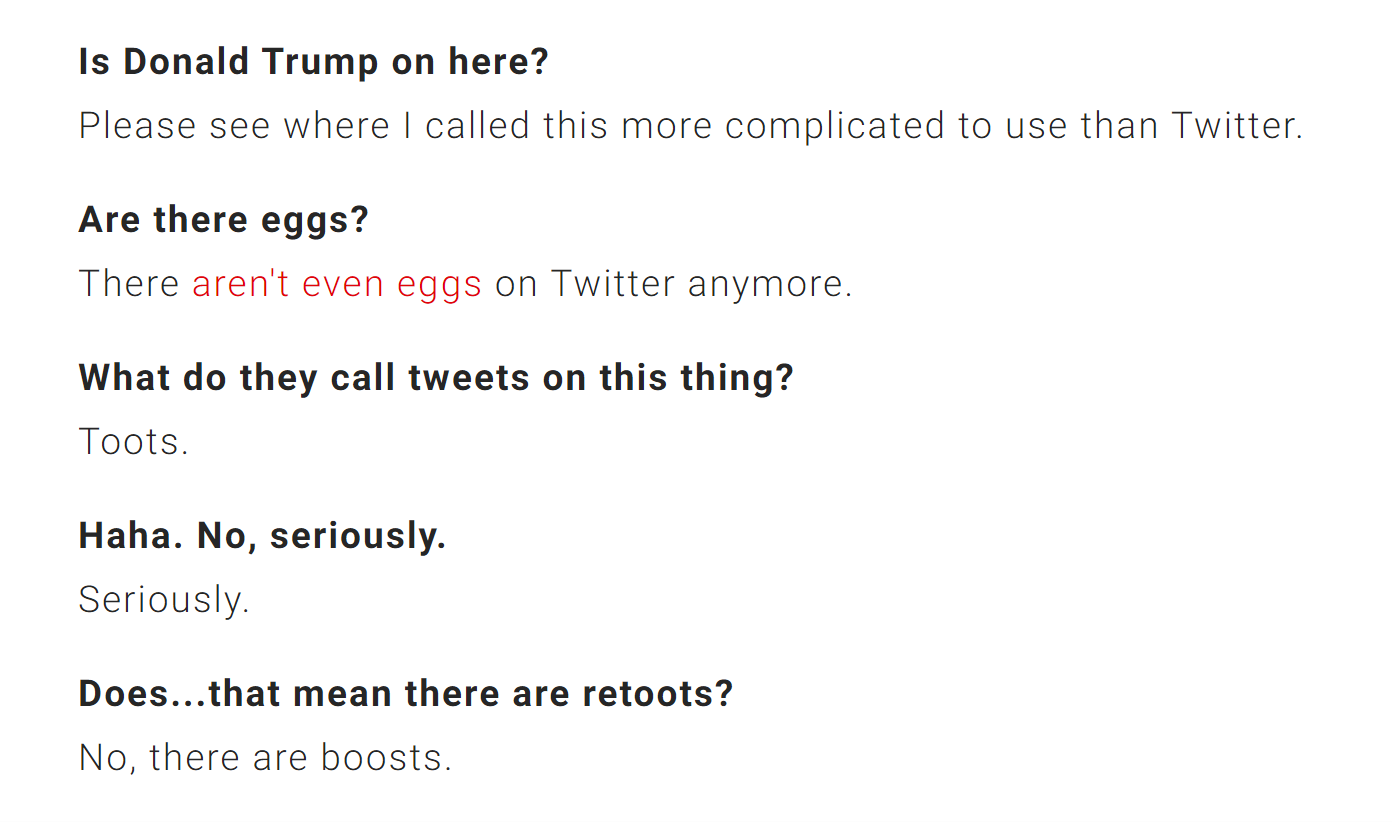 Is Donald Trump on here?
Please see where I called this more complicated to use than Twitter.
Are there eggs?
There aren't even eggs on Twitter anymore.
What do they call tweets on this thing?
Toots.
Haha. No, seriously.
Seriously.
Does...that mean there are retoots?
No, there are boosts.